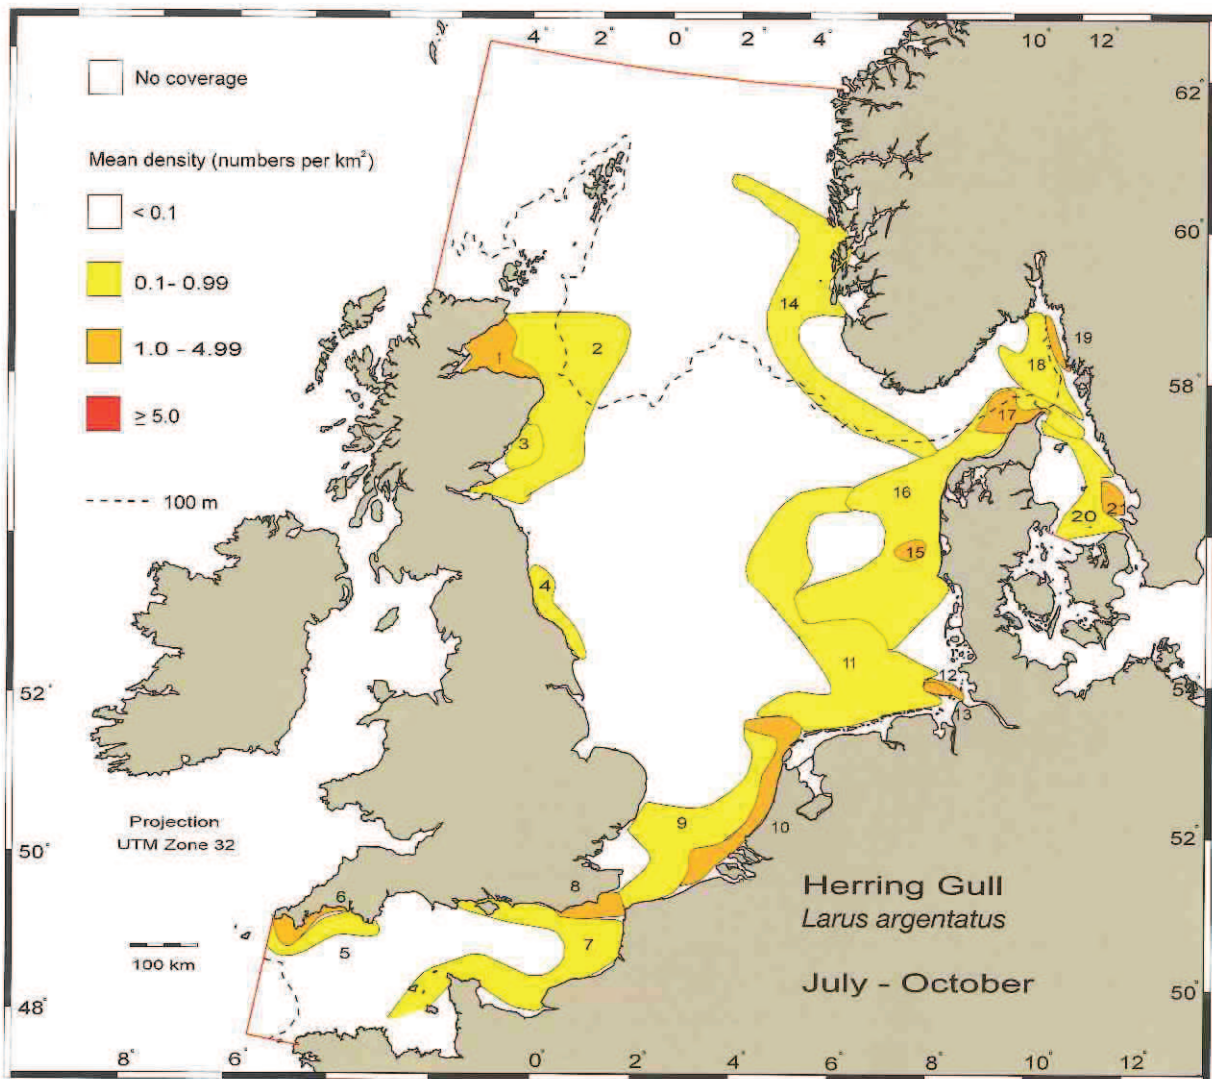 4° 2° 0° 2° 4° 10° 12°
No coverage
Mean density (numbers per km²)
< 0.1
0.1- 0.99
1.0 - 4.99
≥ 5.0
100 m
62°
60°
58°
54°
52°
50°
52°
50°
48°
1
2
3
4
5
6
7
8
9
10
11
12
13
14
15
16
17
18
19
20
21
Projection
UTM Zone 32
100 km
Herring Gull
Larus argentatus
July - October
8° 6° 0° 2° 4° 6° 8° 10° 12°